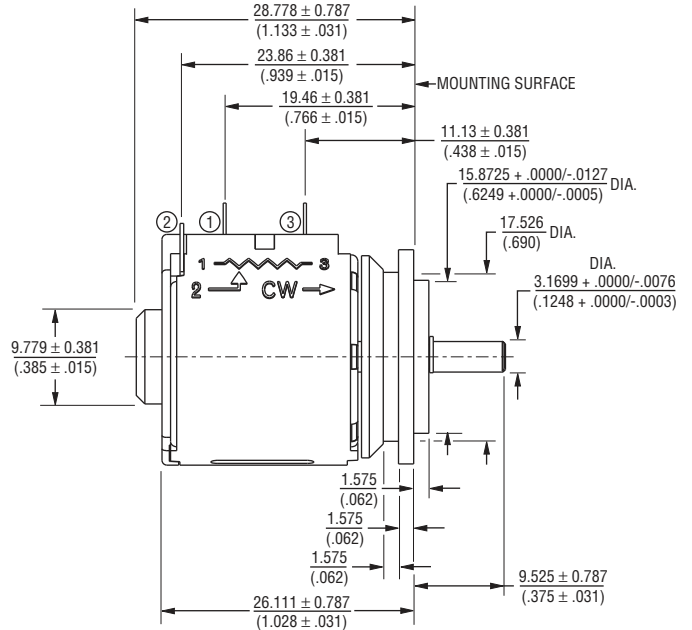 28.778 ± 0.787
(1.133 ± .031)
23.86 ± 0.381
(.939 ± .015)
MOUNTING SURFACE
19.46 ± 0.381
(.766 ± .015)
11.13 ± 0.381
(.438 ± .015)
15.8725 + .0000/-.0127 DIA.
(.6249 +.0000/-.0005)
17.526 DIA.
(.690)
DIA.
3.1699 + .0000/-.0076
(.1248 + .0000/-.0003)
2 1 3
1 3
2 CW
9.779 ± 0.381
(.385 ± .015)
1.575
(.062)
1.575
(.062)
1.575
(.062)
9.525 ± 0.787
(.375 ± .031)
26.111 ± 0.787
(1.028 ± .031)